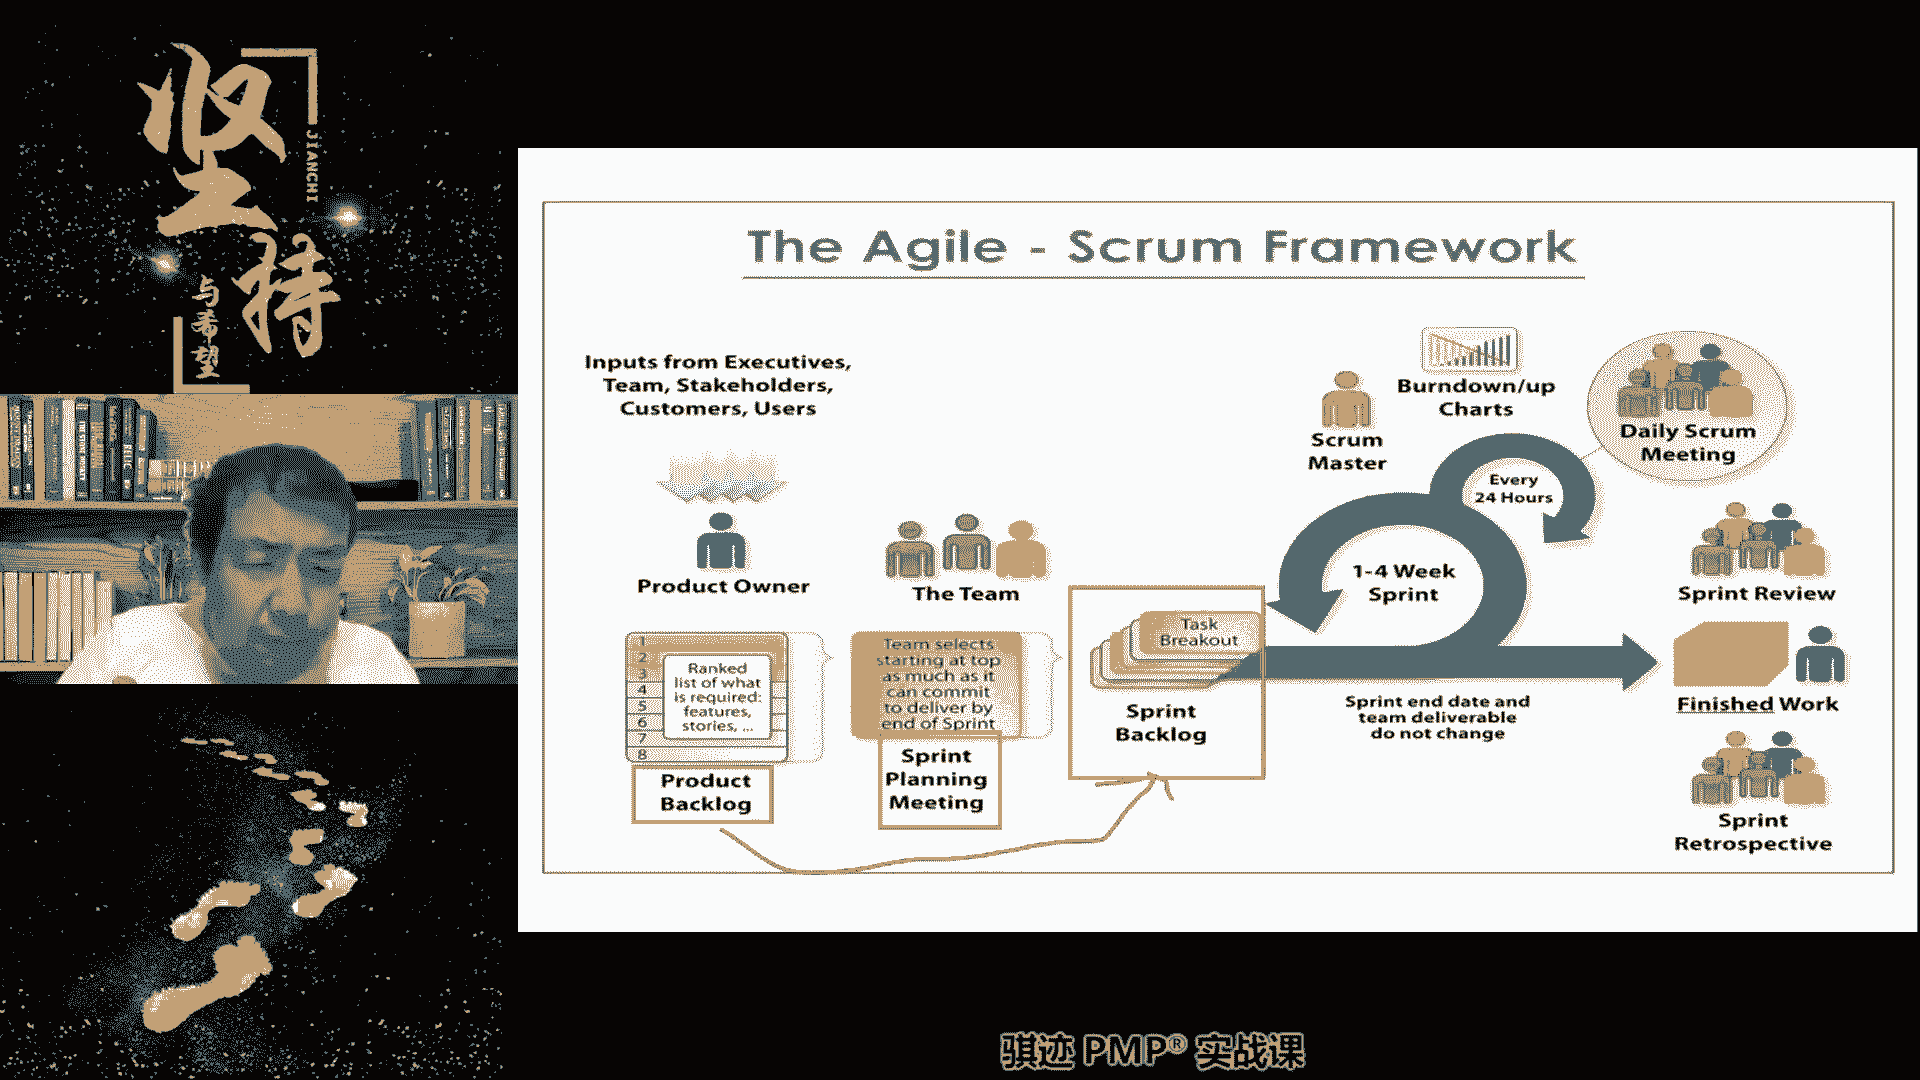 坚持
JIANCHI
与希望
The Agile - Scrum Framework
Inputs from Executives,
Team, Stakeholders,
Customers, Users
Product Owner
The Team
1
2
3
4
5
6
7
8
Ranked
list of what
is required:
features,
stories, ...
Product
Backlog
Team selects
starting at top
as much as it
can commit
to deliver by
end of Sprint
Sprint
Planning
Meeting
Task
Breakout
Sprint
Backlog
Scrum
Master
Burndown/up
Charts
Daily Scrum
Meeting
Every
24 Hours
1-4 Week
Sprint
Sprint end date and
team deliverable
do not change
Sprint Review
Finished Work
Sprint
Retrospective
骐迹 PMP® 实战课